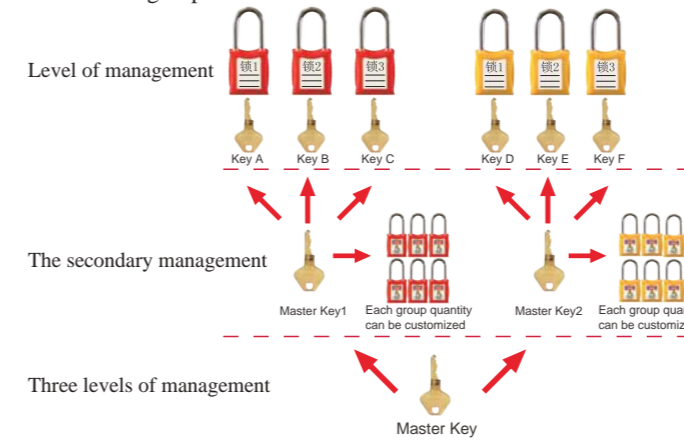 Level of management
锁1 锁2 锁3 锁1 锁2 锁3
Key A Key B Key C Key D Key E Key F
The secondary management
Master Key1
Each group quantity
can be customized
Master Key2
Each group
can be
Three levels of management
Master Key